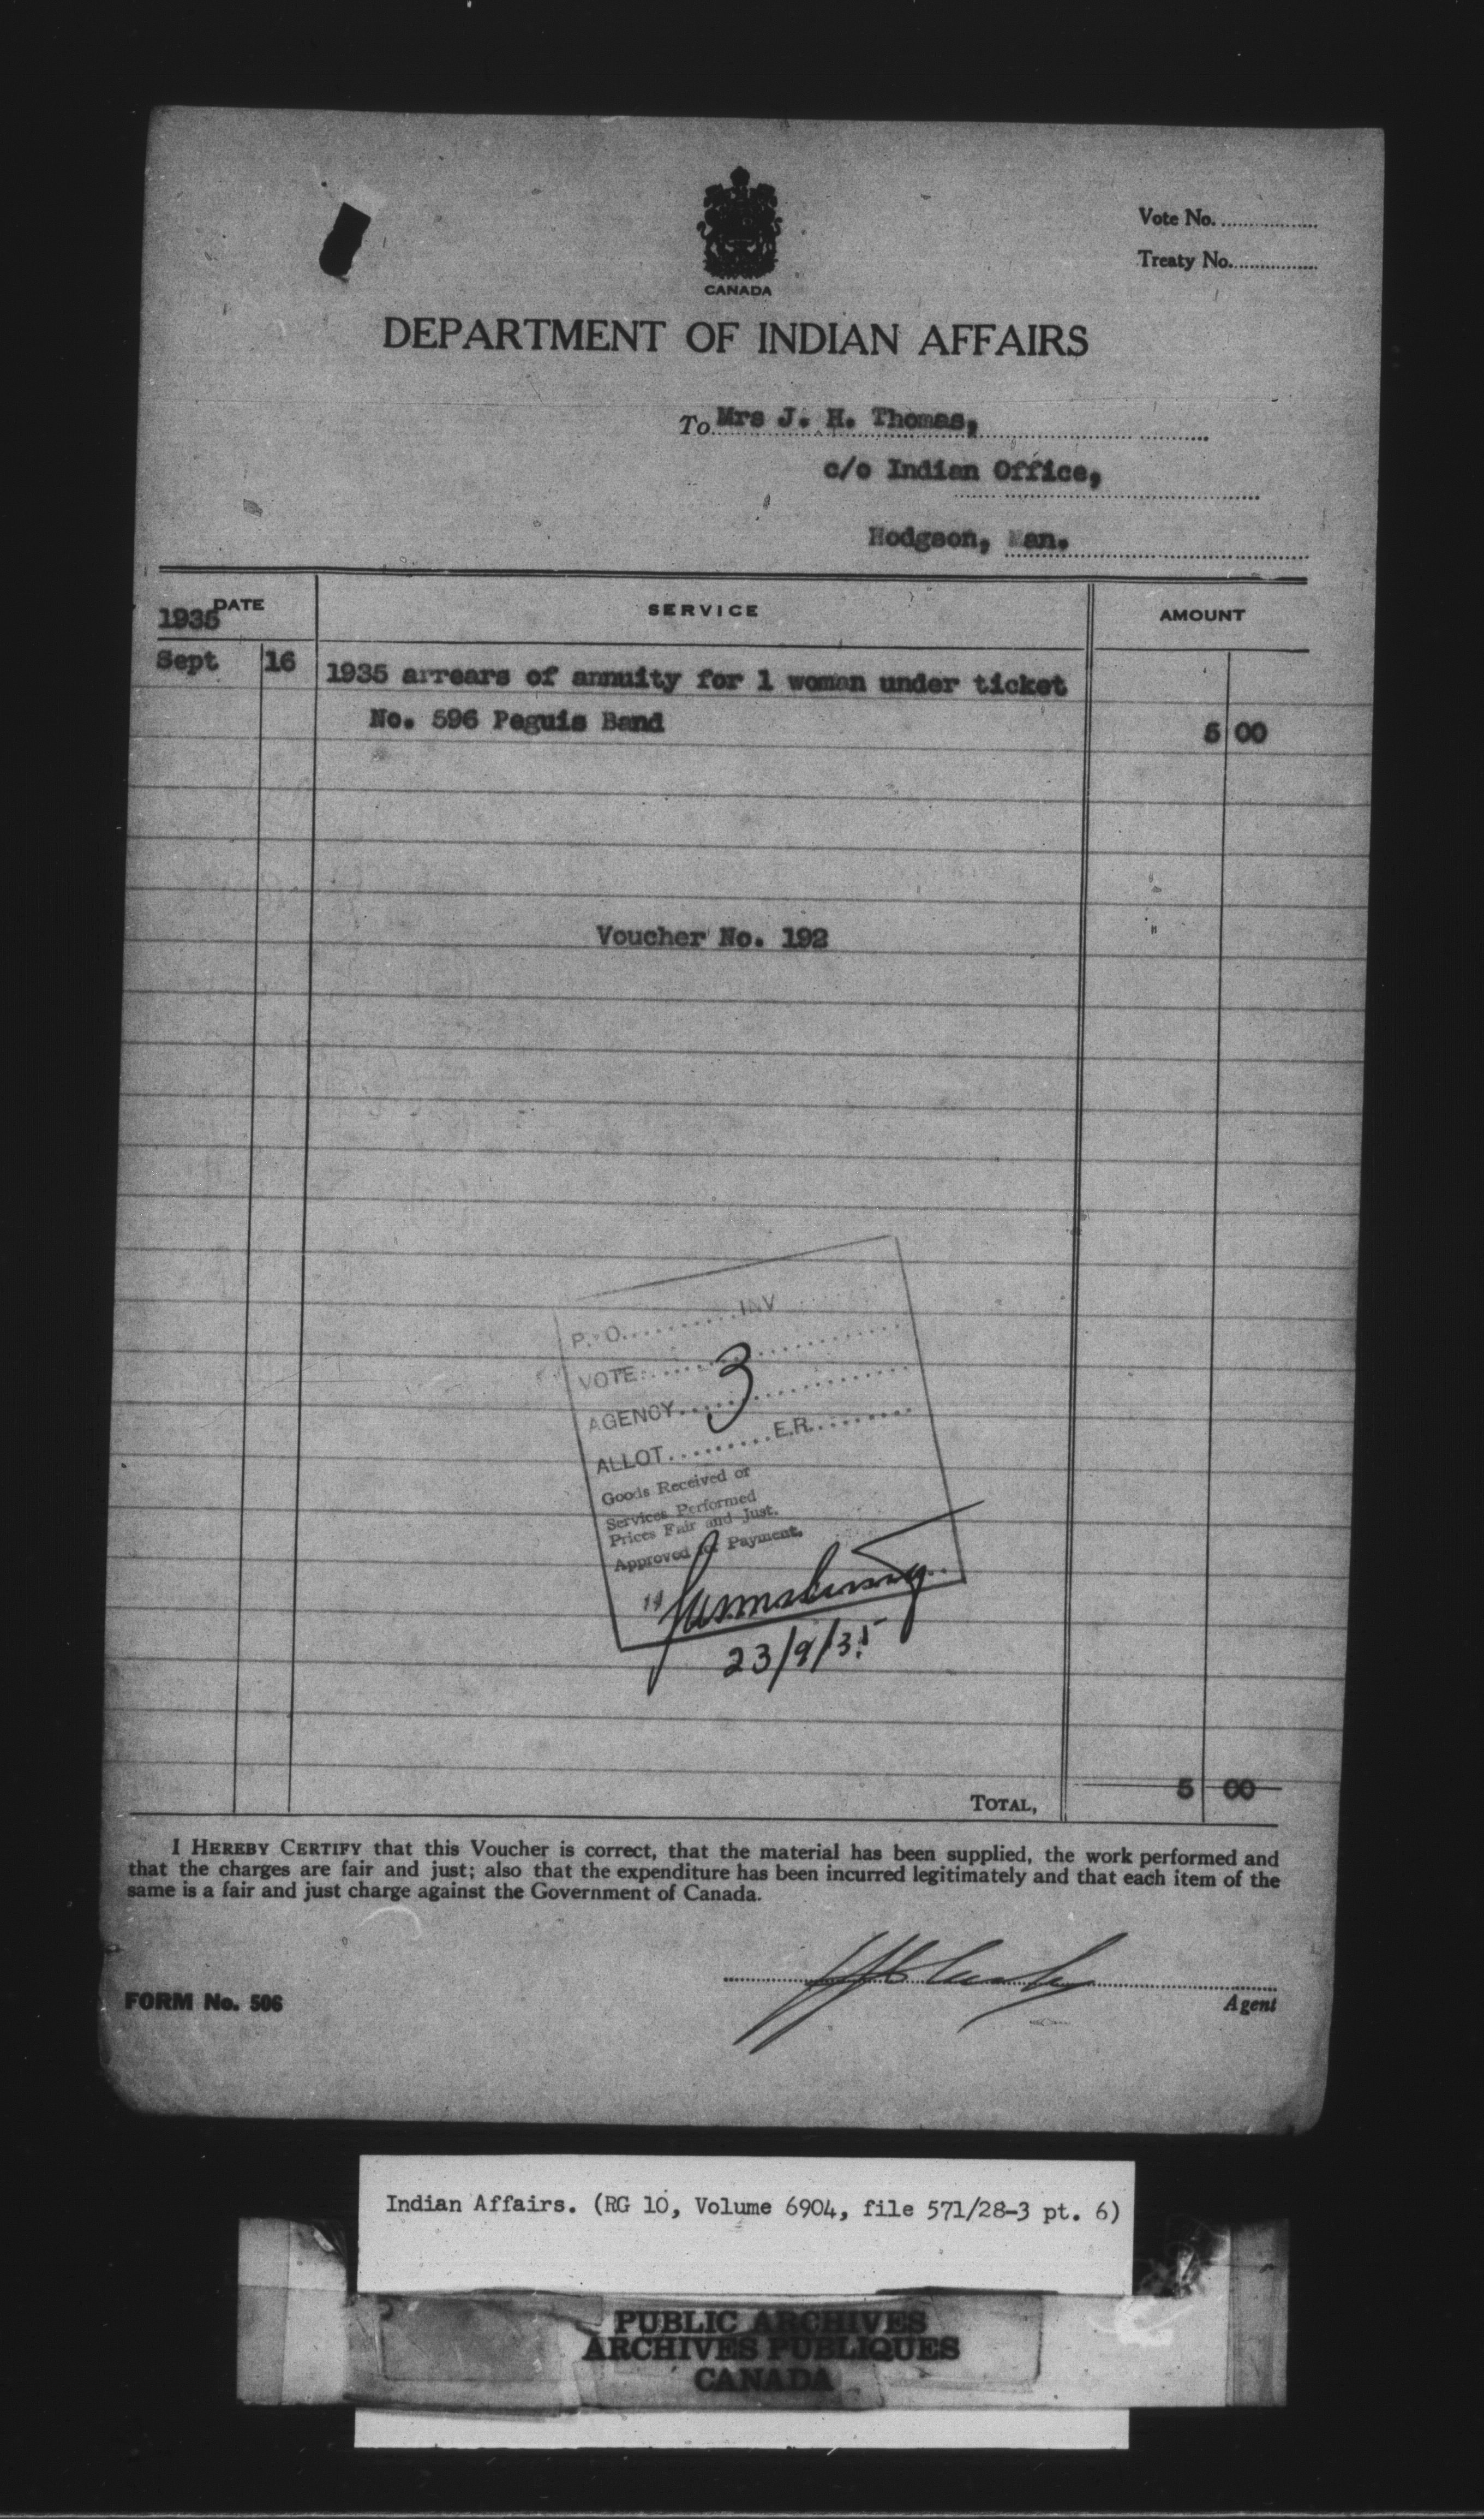 Vote No.
Treaty No.
CANADA
DEPARTMENT OF INDIAN AFFAIRS
To Mrs J. H. Thomas,
c/o Indian Office,
Hodgson, Man.
DATE SERVICE AMOUNT
1935
Sept 16 1935 arrears of annuity for 1 woman under ticket
No. 596 Peguis Band 5 00
Voucher No. 192
P. O. INV
VOTE
3
AGENCY
ALLOT. E.R.
Goods Received or
Services Performed
Prices Fair and Just.
Approved for Payment.
23/9/35
TOTAL, 5 00
I HEREBY CERTIFY that this Voucher is correct, that the material has been supplied, the work performed and
that the charges are fair and just; also that the expenditure has been incurred legitimately and that each item of the
same is a fair and just charge against the Government of Canada.
Agent
FORM No. 506
Indian Affairs. (RG 10, Volume 6904, file 571/28-3 pt. 6)
PUBLIC ARCHIVES
ARCHIVES PUBLIQUES
CANADA